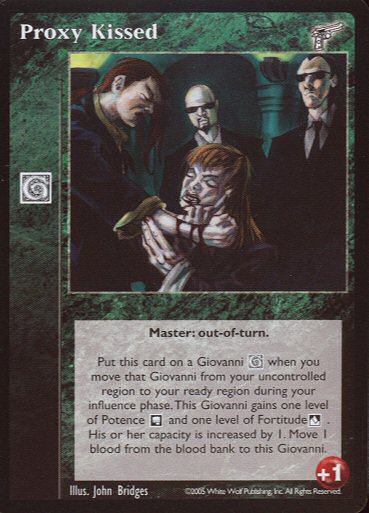 Proxy Kissed
Master: out-of-turn.
Put this card on a Giovanni when you
move that Giovanni from your uncontrolled
region to your ready region during your
influence phase. This Giovanni gains one level
of Potence and one level of Fortitude .
His or her capacity is increased by 1. Move 1
blood from the blood bank to this Giovanni.
+1
Illus. John Bridges ©2005 White Wolf Publishing, Inc. All Rights Reserved.